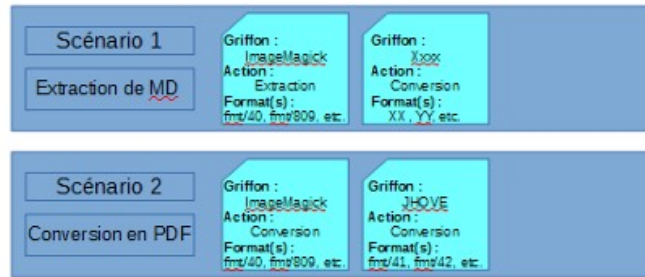 Scénario 1
Extraction de MD
Griffon :
ImageMagick
Action :
Extraction
Format(s) :
fmt/40, fmt/809, etc.
Griffon :
Xxxx
Action :
Conversion
Format(s) :
XX, YY, etc.
Scénario 2
Conversion en PDF
Griffon :
ImageMagick
Action :
Conversion
Format(s) :
fmt/40, fmt/809, etc.
Griffon :
JHOVE
Action :
Conversion
Format(s) :
fmt/41, fmt/42, etc.